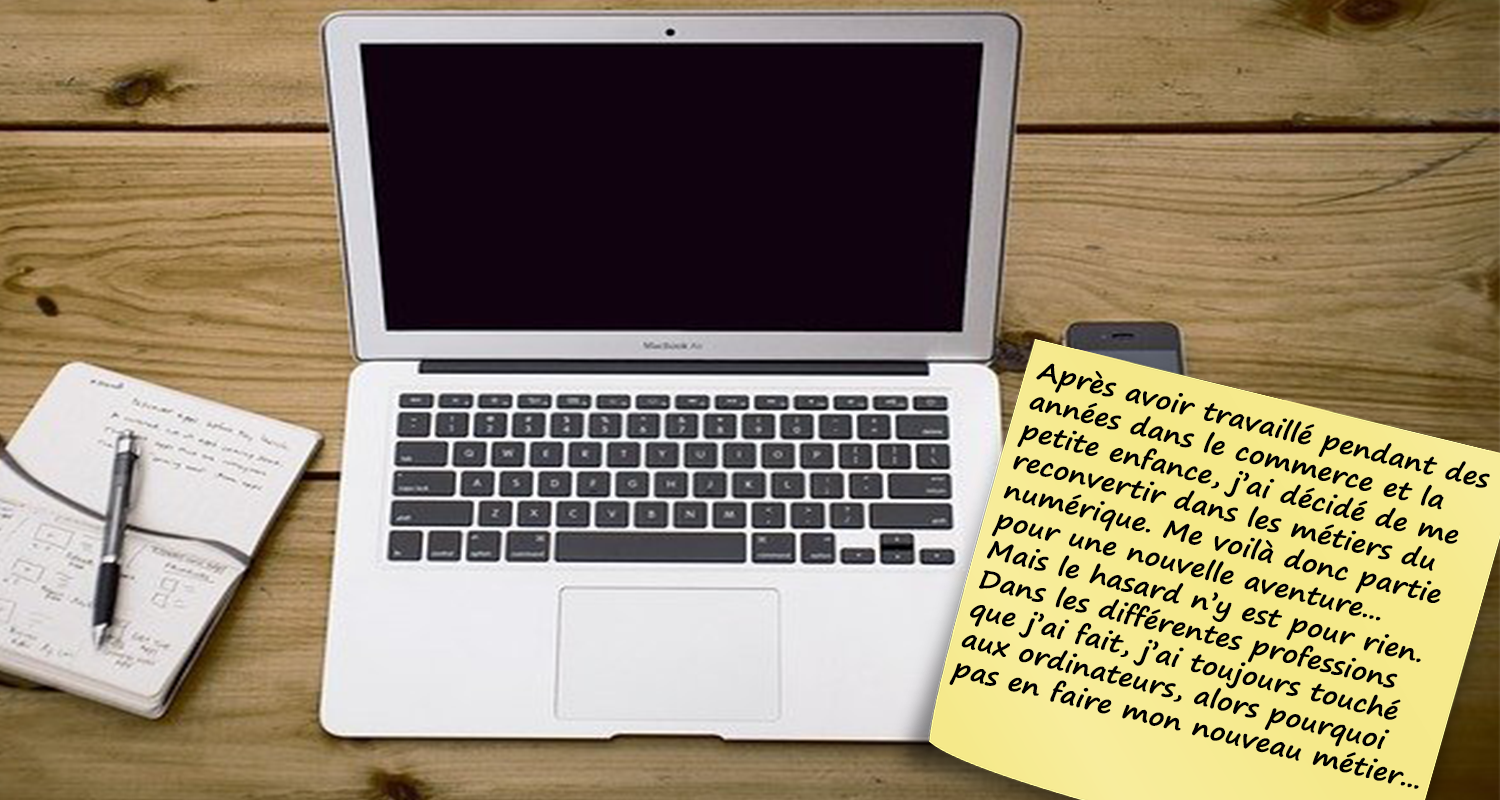 MacBook Air
Après avoir travaillé pendant des
années dans le commerce et la
petite enfance, j'ai décidé de me
reconvertir dans les métiers du
numérique. Me voilà donc partie
pour une nouvelle aventure...
Mais le hasard n'y est pour rien.
Dans les différentes professions
que j'ai fait, j'ai toujours touché
aux ordinateurs, alors pourquoi
pas en faire mon nouveau métier...